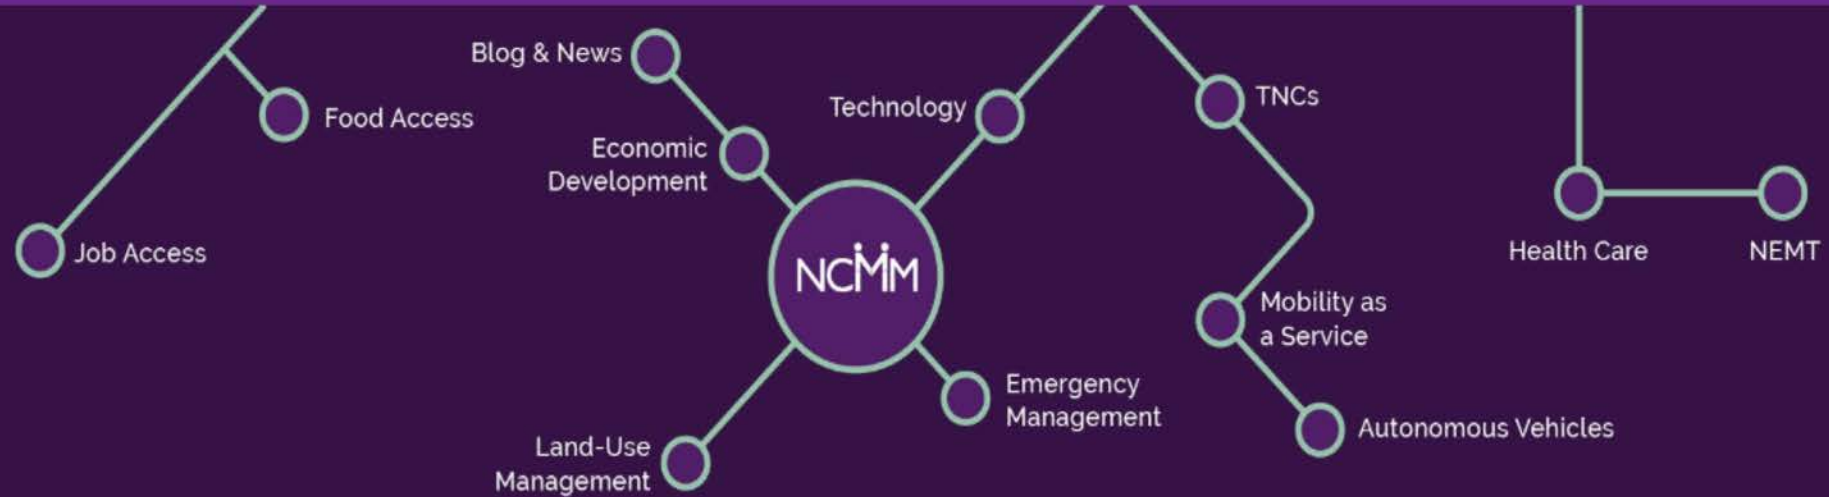 Blog & News
Food Access
Technology
TNCs
Economic
Development
Job Access
NCMM
Health Care
NEMT
Mobility as
a Service
Emergency
Management
Autonomous Vehicles
Land-Use
Management